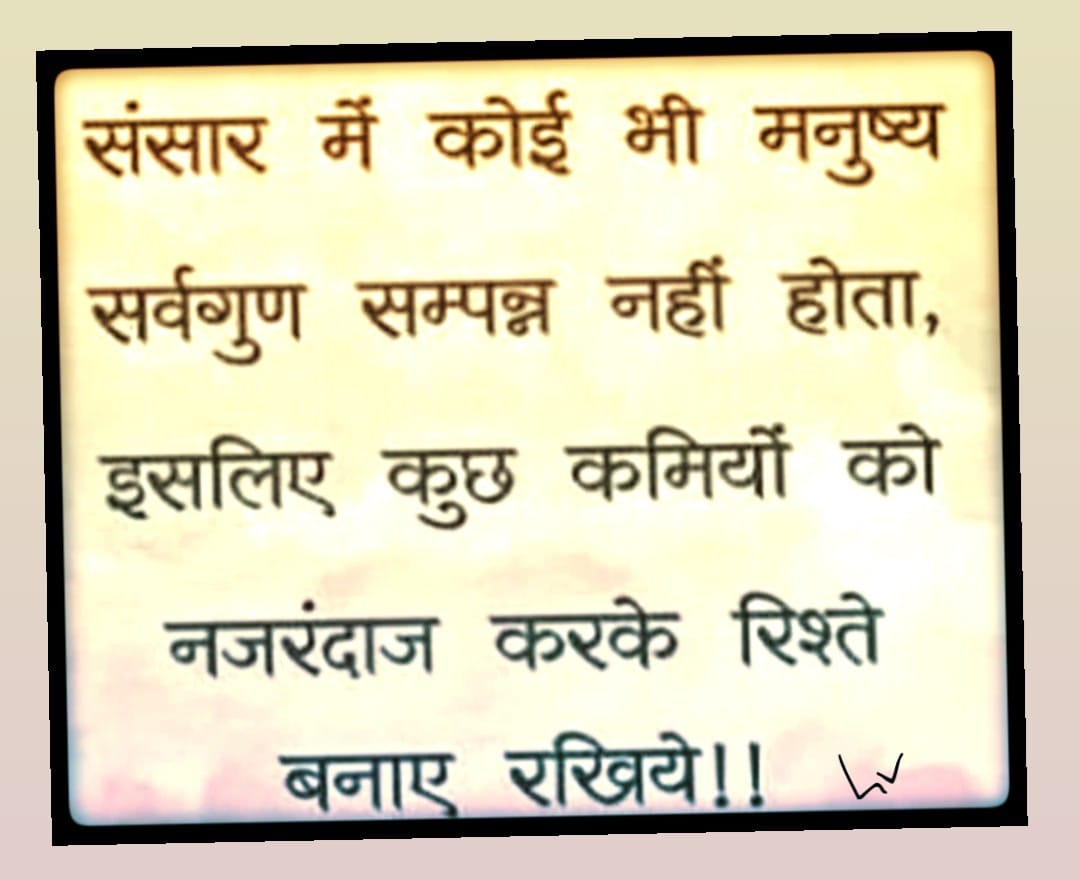 संसार में कोई भी मनुष्य
सर्वगुण सम्पन्न नहीं होता,
इसलिए कुछ कमियों को
नजरंदाज करके रिश्ते
बनाए रखिये!!